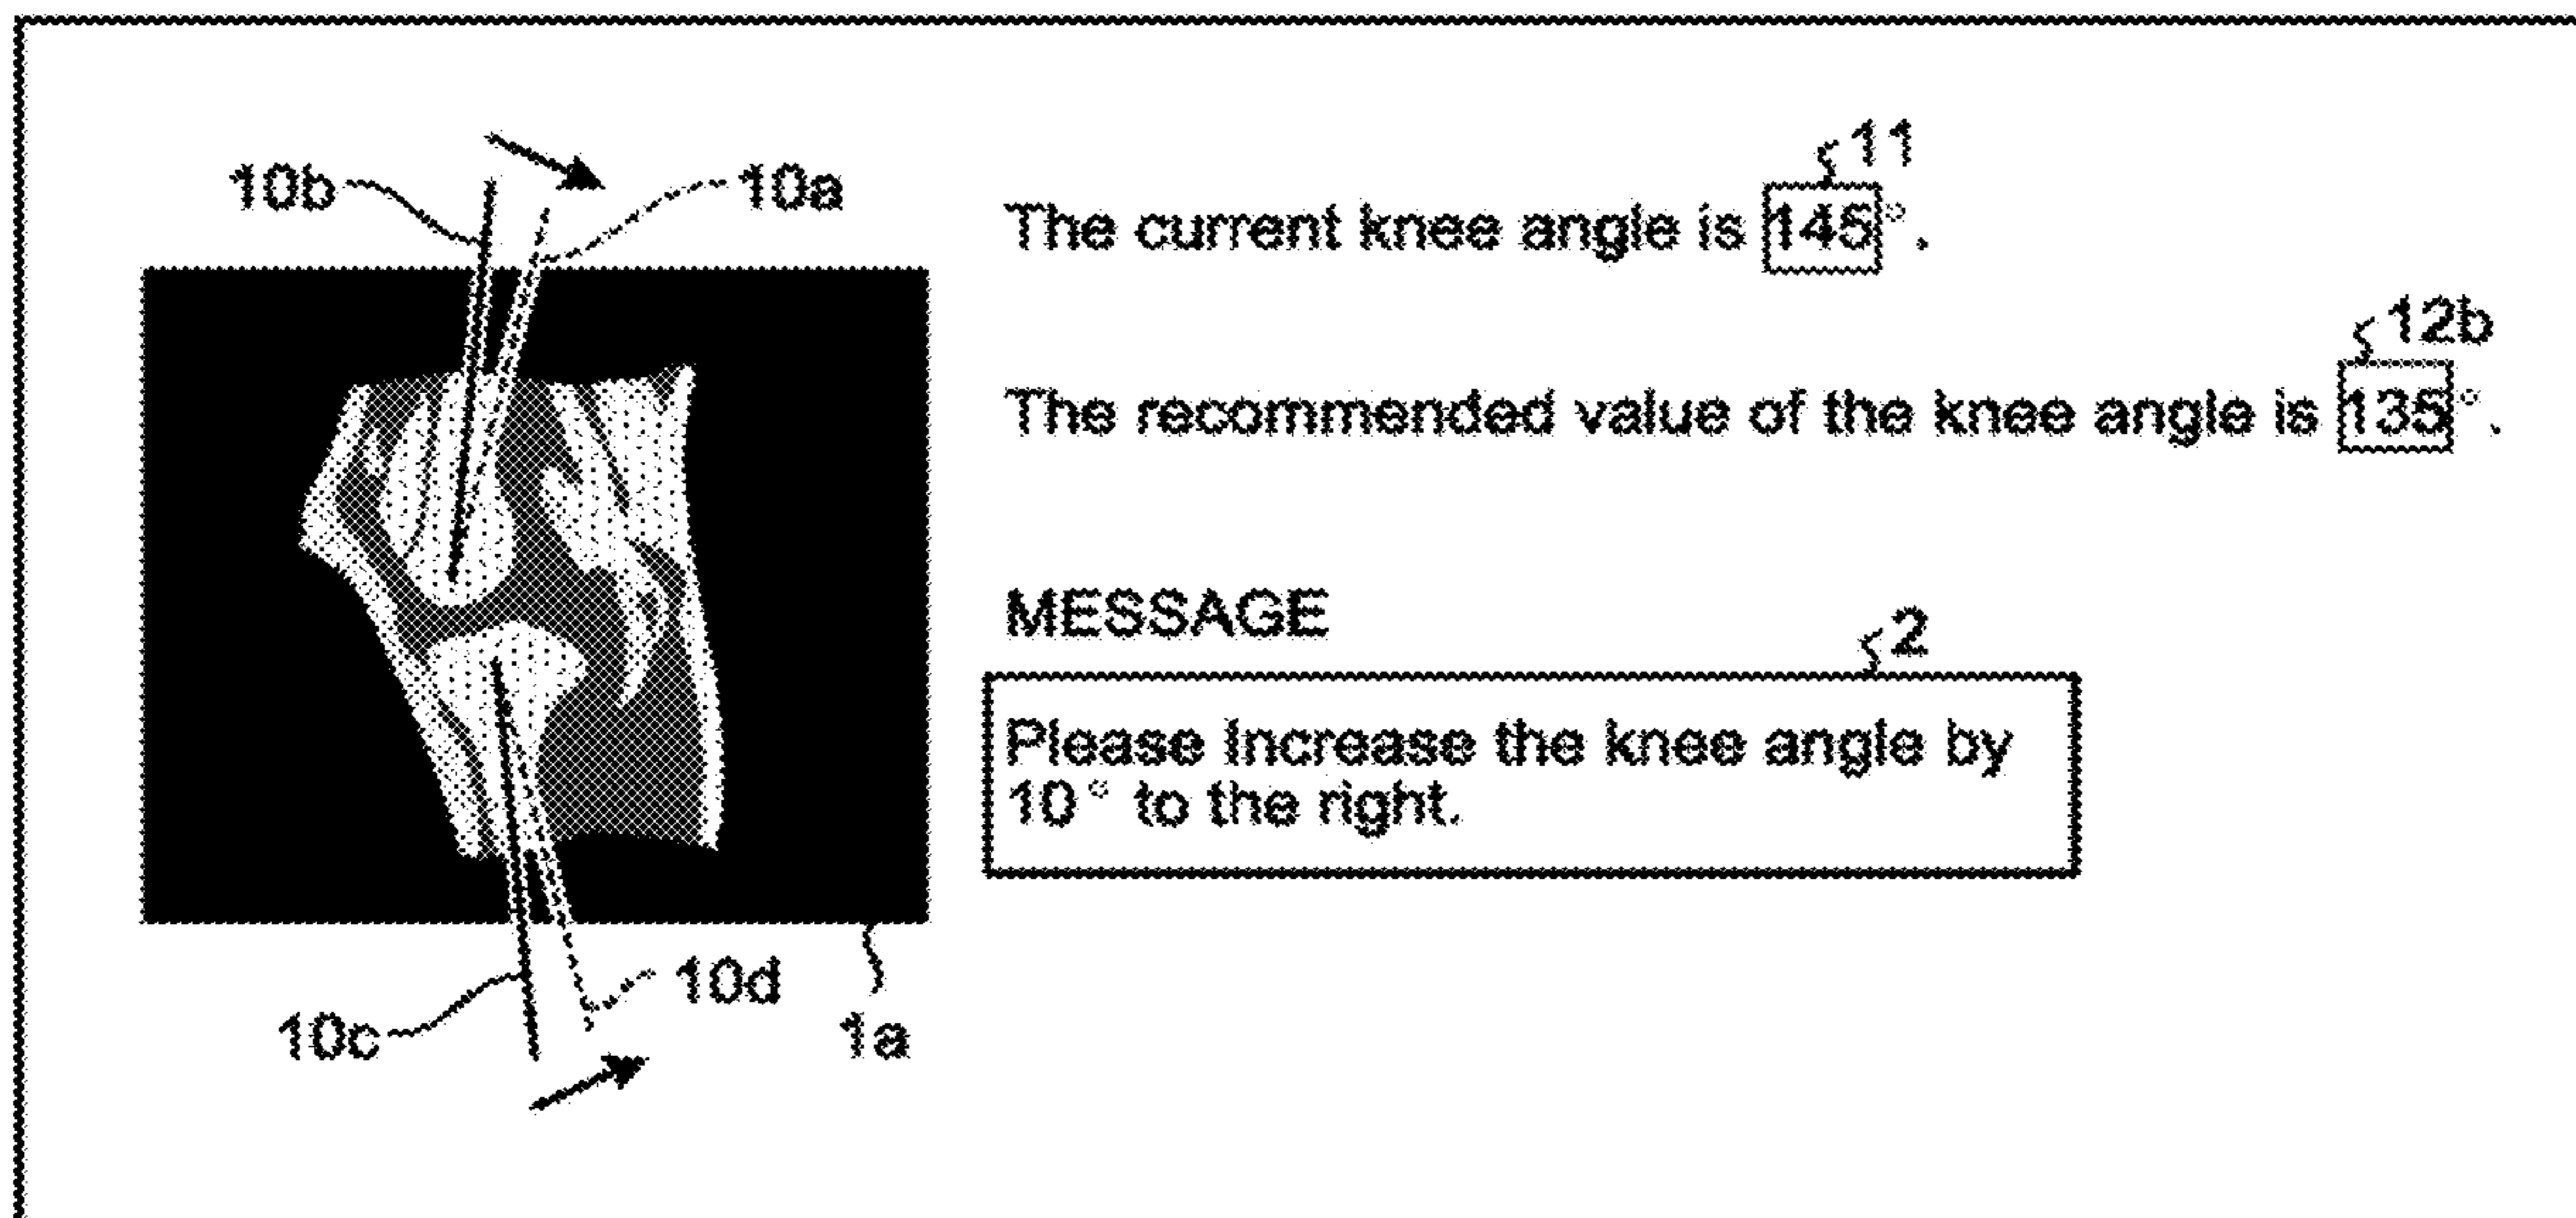 11
10b
10a
The current knee angle is 145°.
12b
The recommended value of the knee angle is 135°.
MESSAGE
2
Please Increase the knee angle by
10° to the right.
10d
10c
1a